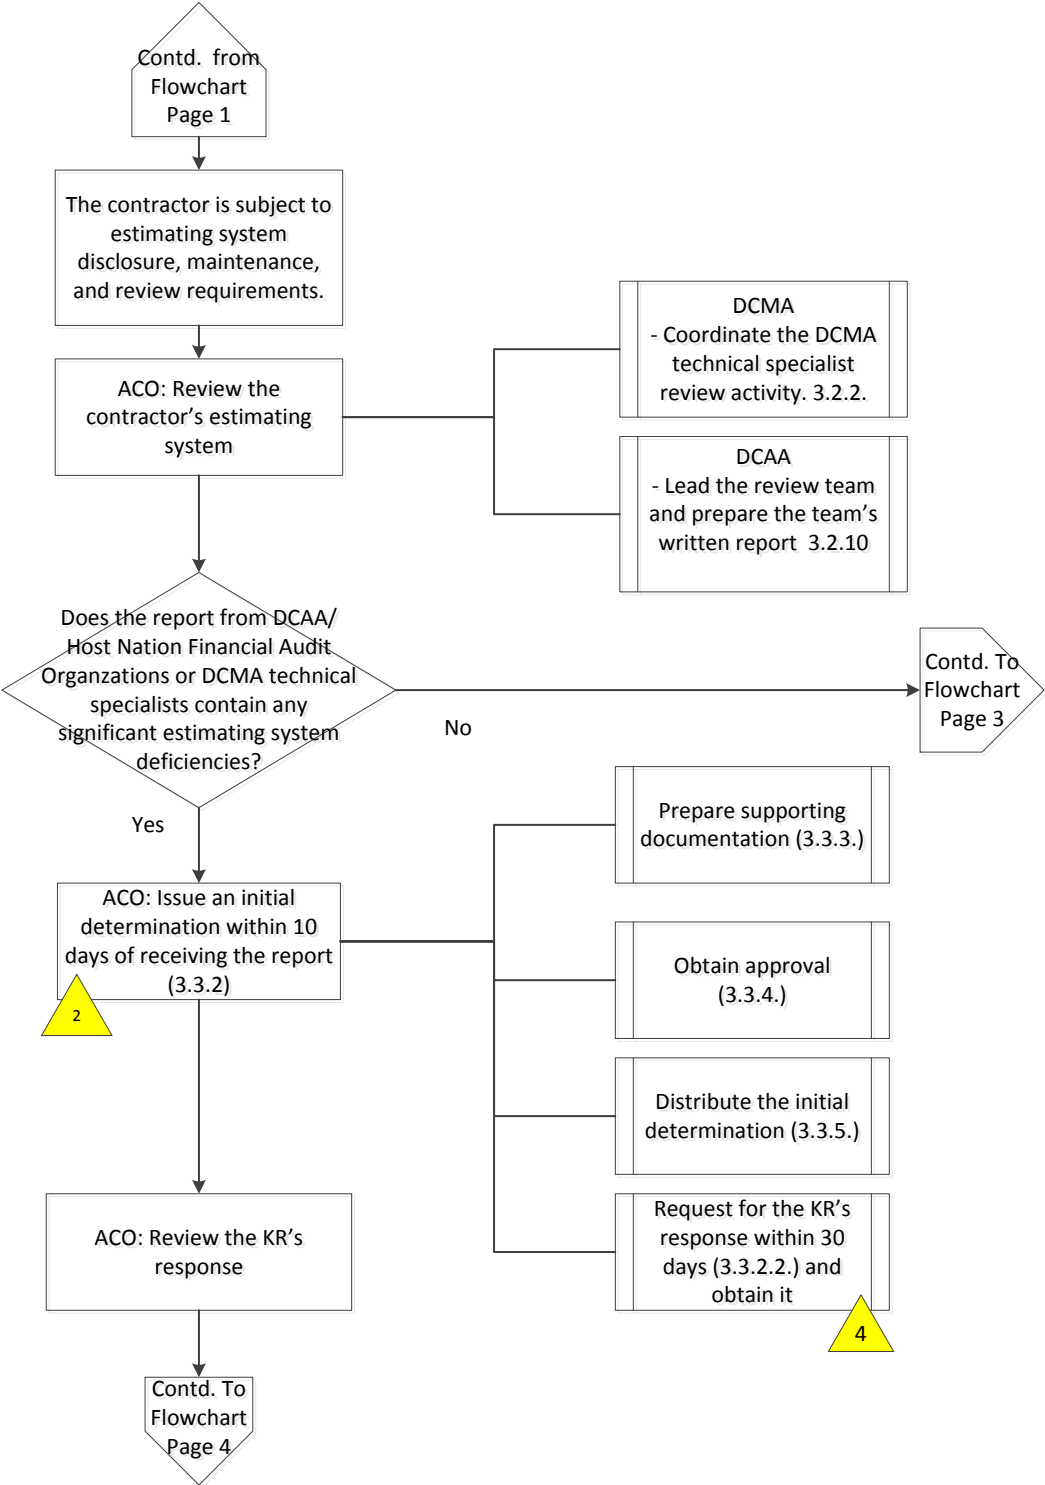 Contd. from
Flowchart
Page 1
The contractor is subject to
estimating system
disclosure, maintenance,
and review requirements.
DCMA
- Coordinate the DCMA
technical specialist
review activity. 3.2.2.
ACO: Review the
contractor's estimating
system
DCAA
- Lead the review team
and prepare the team's
written report 3.2.10
Does the report from DCAA/
Host Nation Financial Audit
Organzations or DCMA technical
specialists contain any
significant estimating system
deficiencies?
Contd. To
Flowchart
Page 3
No
Yes
Prepare supporting
documentation (3.3.3.)
ACO: Issue an initial
determination within 10
days of receiving the report
(3.3.2)
2
Obtain approval
(3.3.4.)
Distribute the initial
determination (3.3.5.)
Request for the KR's
response within 30
days (3.3.2.2.) and
obtain it
4
ACO: Review the KR's
response
Contd. To
Flowchart
Page 4